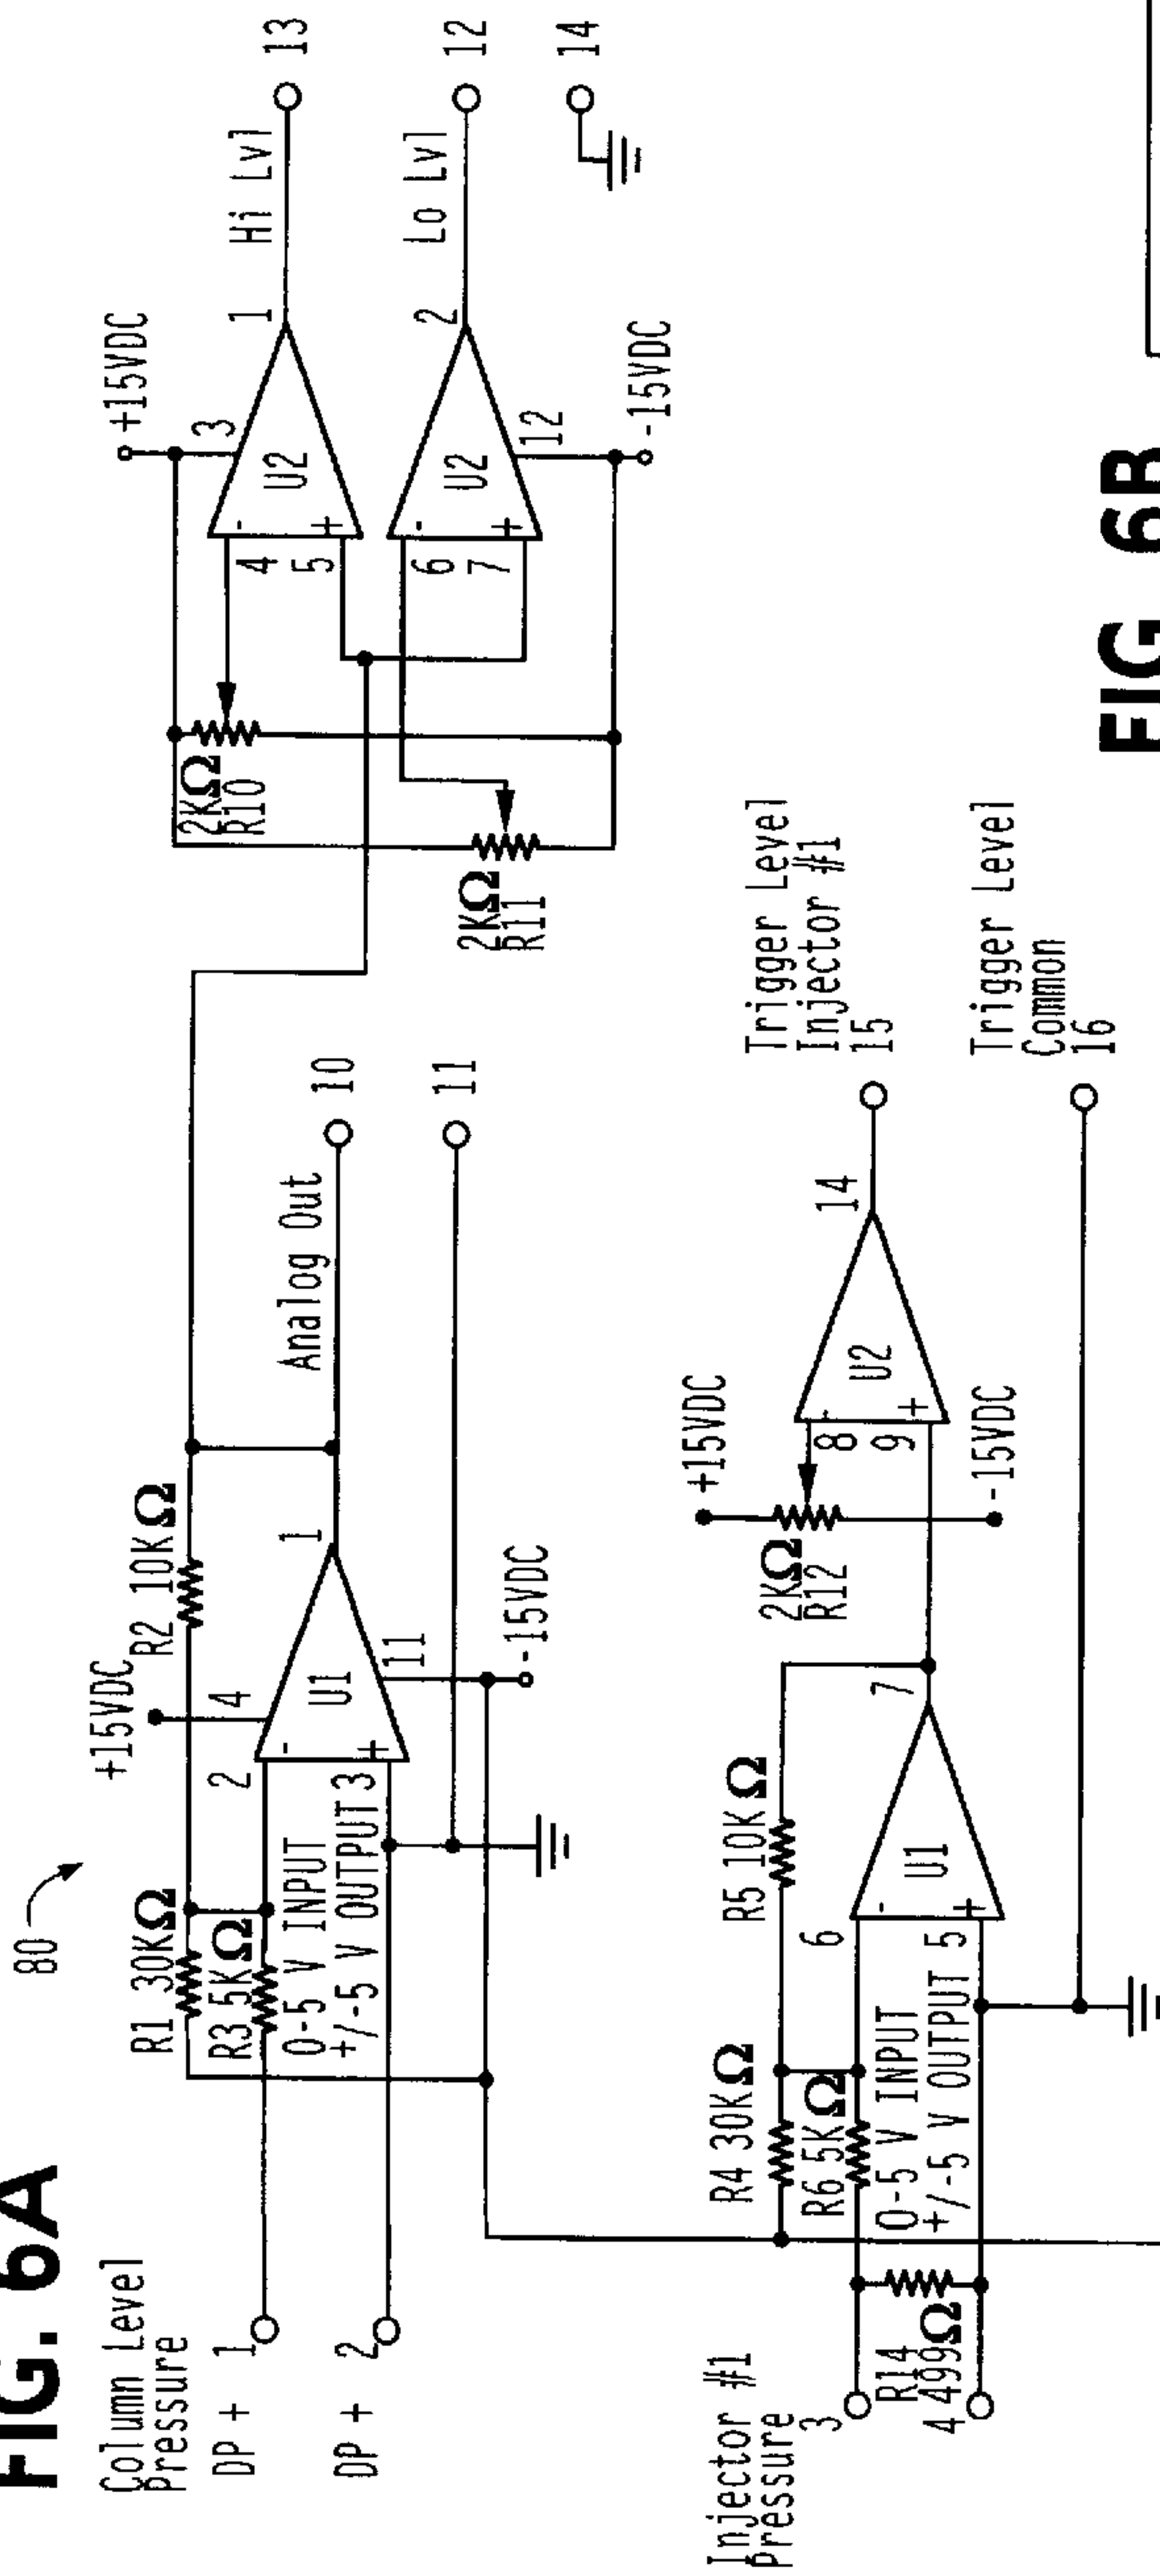 FIG. 6A
80
Column Level
Pressure
DP + 1
DP + 2
R1 30KΩ
R3 5KΩ
0-5 V INPUT
+/-5 V OUTPUT
+15VDC
R2 10KΩ
2
3
4
-
+
U1
11
1
-15VDC
Analog Out
10
11
2KΩ
R10
2KΩ
R11
+15VDC
3
4
5
-
+
U2
1
Hi Lvl
13
6
7
-
+
U2
2
12
-15VDC
Lo Lvl
12
14
Injector #1
Pressure
3
4
R14
499Ω
R4 30KΩ
R6 5KΩ
0-5 V INPUT
+/-5 V OUTPUT
R5 10KΩ
6
5
-
+
U1
7
+15VDC
2KΩ
R12
-15VDC
8
9
-
+
U2
14
Trigger Level
Injector #1
15
Trigger Level
Common
16
FIG 6B